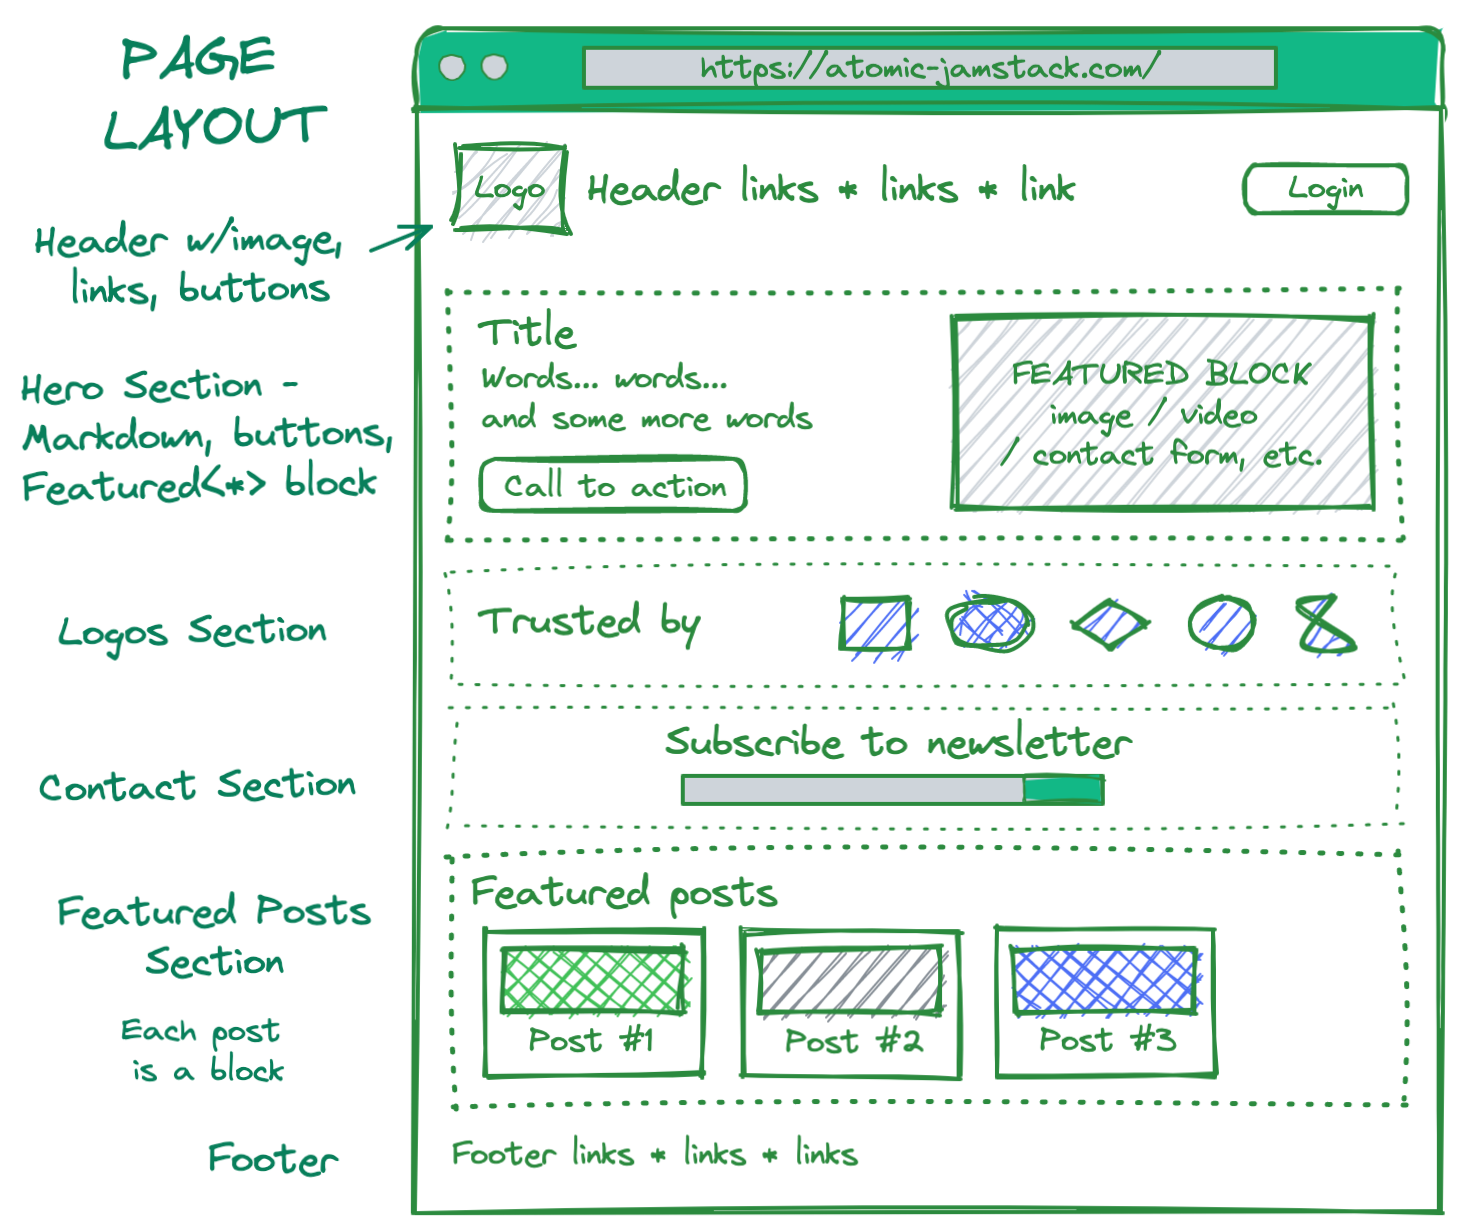 PAGE
LAYOUT
https://atomic-jamstack.com/
Logo
Header links * links * link
Login
Header w/image,
links, buttons
Title
Words... words...
and some more words
Call to action
FEATURED BLOCK
image / video
/ contact form, etc.
Hero Section -
Markdown, buttons,
Featured<*> block
Logos Section
Trusted by
Contact Section
Subscribe to newsletter
Featured Posts
Section
Each post
is a block
Featured posts
Post #1
Post #2
Post #3
Footer
Footer links * links * links